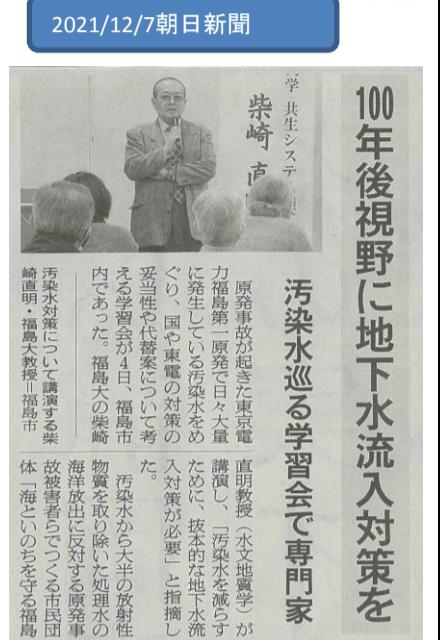 2021/12/7朝日新聞
100年後視野に地下水流入対策を
汚染水巡る学習会で専門家
学 共生システ
柴崎 直
汚染水対策について講演する柴
崎直明・福島大教授＝福島市
原発事故が起きた東京電
力福島第一原発で日々大量
に発生している汚染水をめ
ぐり、国や東電の対策の
妥当性や代替案について考
える学習会が4日、福島市
内であった。福島大の柴崎
直明教授（水文地質学）が
講演し、「汚染水を減らす
ために、抜本的な地下水流
入対策が必要」と指摘し
た。
汚染水から大半の放射性
物質を取り除いた処理水の
海洋放出に反対する原発事
故被害者らでつくる市民団
体「海といのちを守る福島